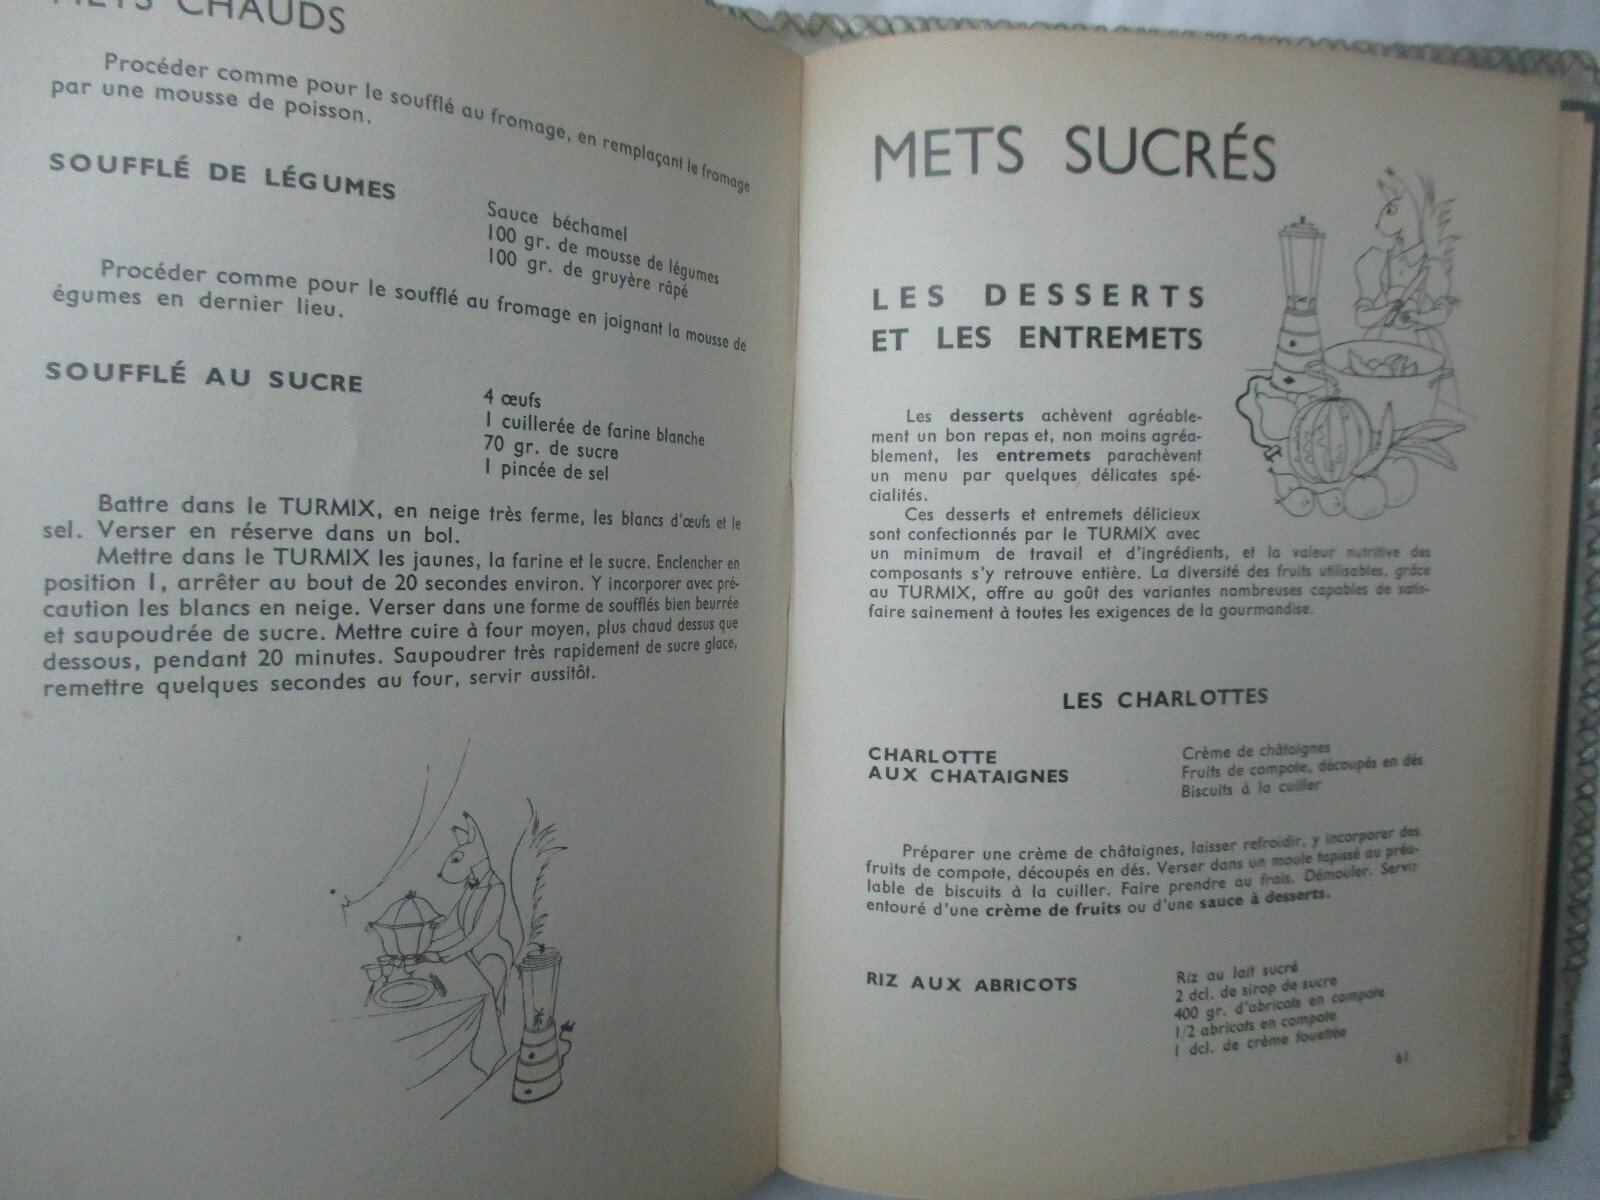 METS CHAUDS
Procéder comme pour le soufflé au fromage, en remplaçant le fromage
par une mousse de poisson.
SOUFFLÉ DE LÉGUMES
Sauce béchamel
100 gr. de mousse de légumes
100 gr. de gruyère râpé
Procéder comme pour le soufflé au fromage en joignant la mousse de
égumes en dernier lieu.
SOUFFLÉ AU SUCRE
4 œufs
1 cuillerée de farine blanche
70 gr. de sucre
1 pincée de sel
Battre dans le TURMIX, en neige très ferme, les blancs d'œufs et le
sel. Verser en réserve dans un bol.
Mettre dans le TURMIX les jaunes, la farine et le sucre. Enclencher en
position 1, arrêter au bout de 20 secondes environ. Y incorporer avec pré-
caution les blancs en neige. Verser dans une forme de soufflés bien beurrée
et saupoudrée de sucre. Mettre cuire à four moyen, plus chaud dessus que
dessous, pendant 20 minutes. Saupoudrer très rapidement de sucre glace,
remettre quelques secondes au four, servir aussitôt.
METS SUCRÉS
LES DESSERTS
ET LES ENTREMETS
Les desserts achèvent agréable-
ment un bon repas et, non moins agréa-
blement, les entremets parachèvent
un menu par quelques délicates spé-
cialités.
Ces desserts et entremets délicieux
sont confectionnés par le TURMIX avec
un minimum de travail et d'ingrédients, et la valeur nutritive des
composants s'y retrouve entière. La diversité des fruits utilisables, grâce
au TURMIX, offre au goût des variantes nombreuses capables de satis-
faire sainement à toutes les exigences de la gourmandise.
LES CHARLOTTES
CHARLOTTE
AUX CHATAIGNES
Crème de châtaignes
Fruits de compote, découpés en dés
Biscuits à la cuiller
Préparer une crème de châtaignes, laisser refroidir, y incorporer des
fruits de compote, découpés en dés. Verser dans un moule tapissé au préa-
lable de biscuits à la cuiller. Faire prendre au frais. Démouler. Servir
entouré d'une crème de fruits ou d'une sauce à desserts.
RIZ AUX ABRICOTS
Riz au lait sucré
2 dcl. de sirop de sucre
400 gr. d'abricots en compote
1/2 abricots en compote
1 dcl. de crème fouettée
61